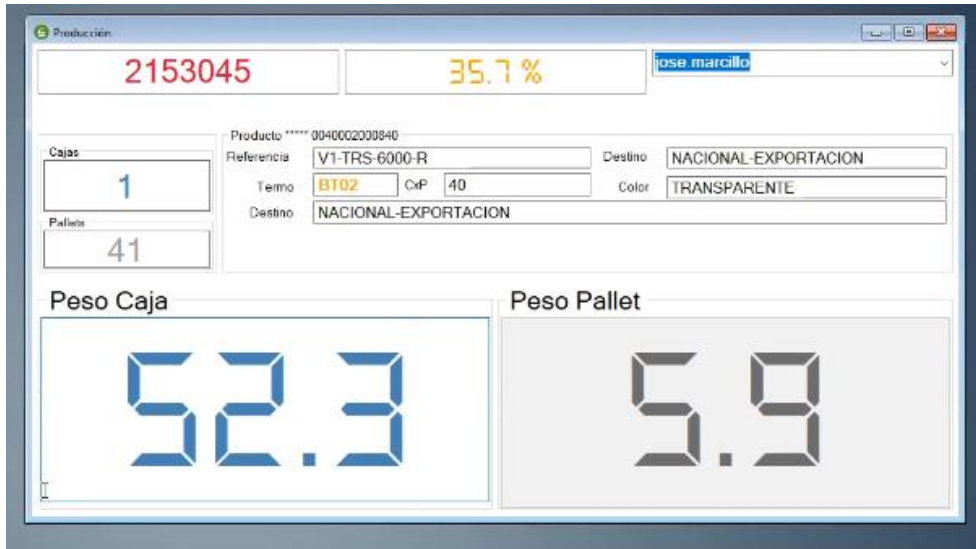 Producción
2153045
35.7 %
jose.marcillo
Cajas
1
Pallets
41
Producto ***** 0040002000840
Referencia V1-TRS-6000-R Destino NACIONAL-EXPORTACION
Termo BT02 CxP 40 Color TRANSPARENTE
Destino NACIONAL-EXPORTACION
Peso Caja
52.3
Peso Pallet
5.9